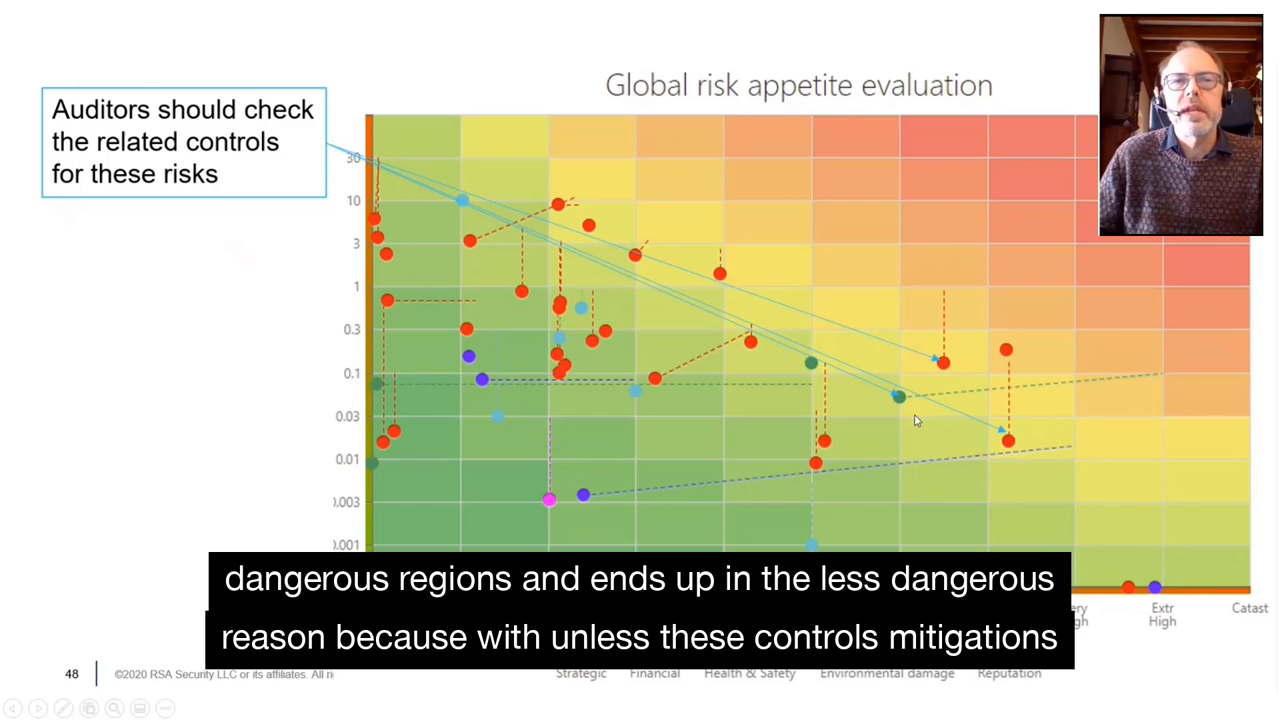 Global risk appetite evaluation
Auditors should check
the related controls
for these risks
30
10
3
1
0.3
0.1
0.03
0.01
0.003
0.001
Extr
High
Catast
dangerous regions and ends up in the less dangerous
reason because with unless these controls mitigations
48
©2020 RSA Security LLC or its affiliates. All
Strategic Financial Health & Safety Environmental damage Reputation